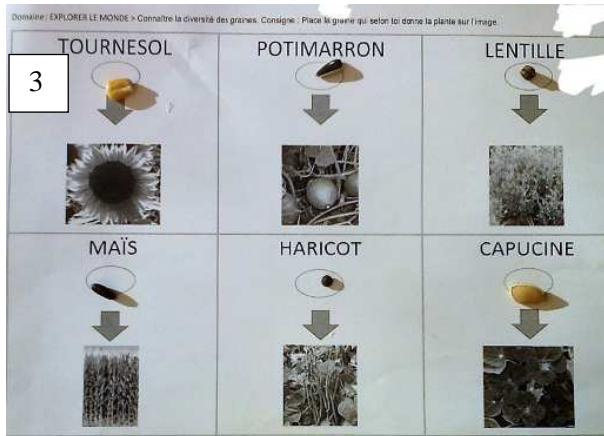 Domaine : EXPLORER LE MONDE > Connaître la diversité des graines. Consigne : Place la graine qui selon toi donne la plante sur l'image.
TOURNESOL POTIMARRON LENTILLE
3
MAÏS HARICOT CAPUCINE